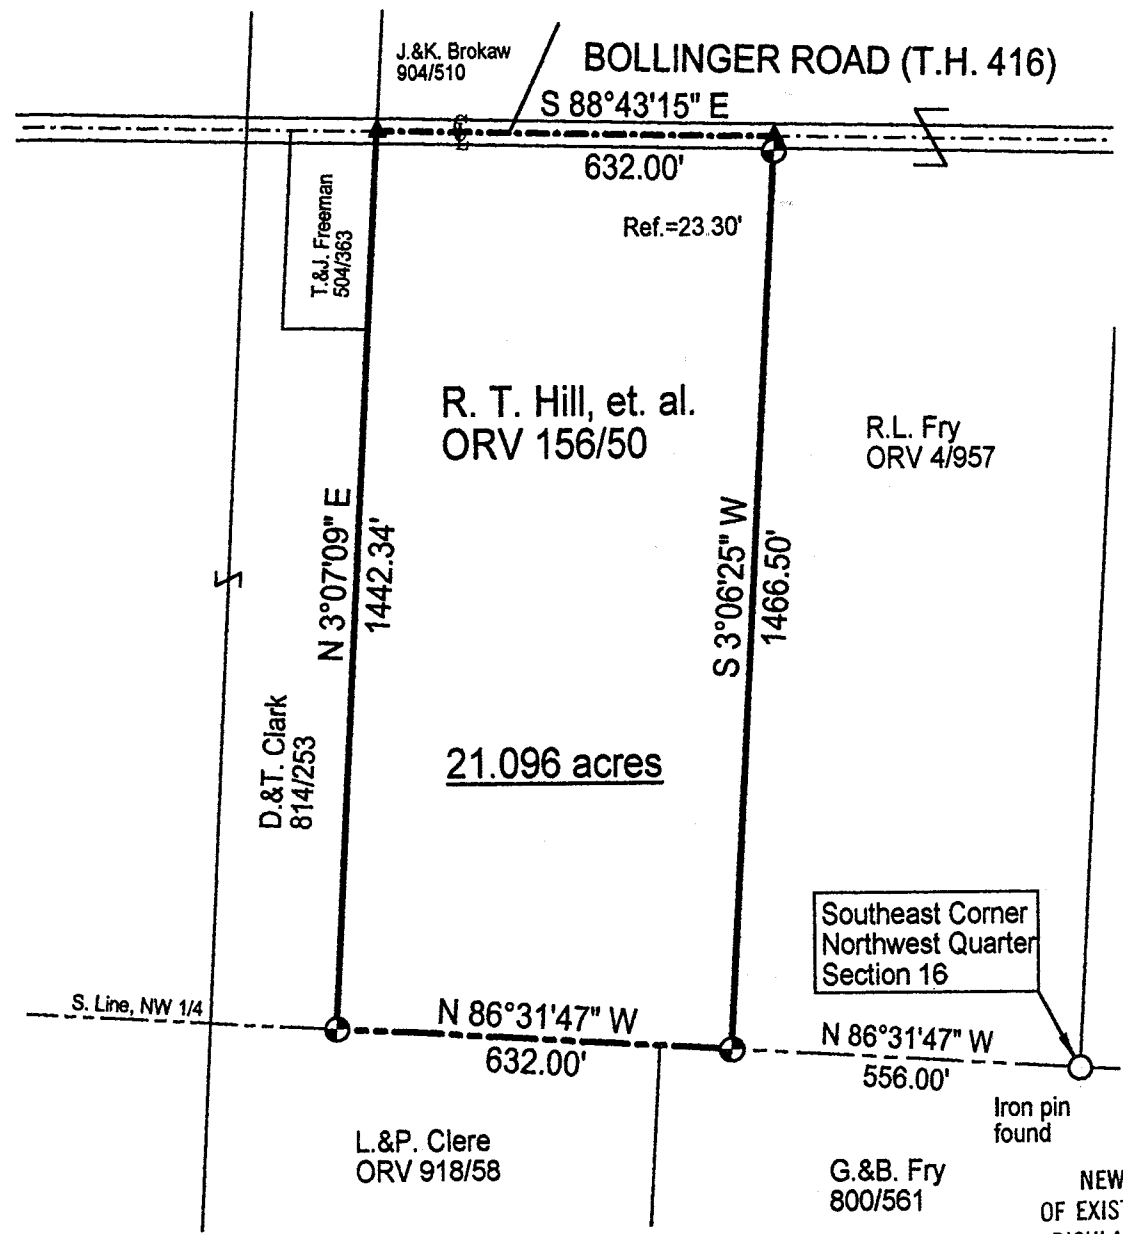 J.&K. Brokaw
904/510
BOLLINGER ROAD (T.H. 416)
S 88°43'15" E
632.00'
Ref.=23.30'
T.&J. Freeman
504/363
R. T. Hill, et. al.
ORV 156/50
R.L. Fry
ORV 4/957
N 3°07'09" E
1442.34'
S 3°06'25" W
1466.50'
D.&T. Clark
814/253
21.096 acres
Southeast Corner
Northwest Quarter
Section 16
S. Line, NW 1/4
N 86°31'47" W
632.00'
N 86°31'47" W
556.00'
Iron pin
found
L.&P. Clere
ORV 918/58
G.&B. Fry
800/561
NEW
OF EXIS